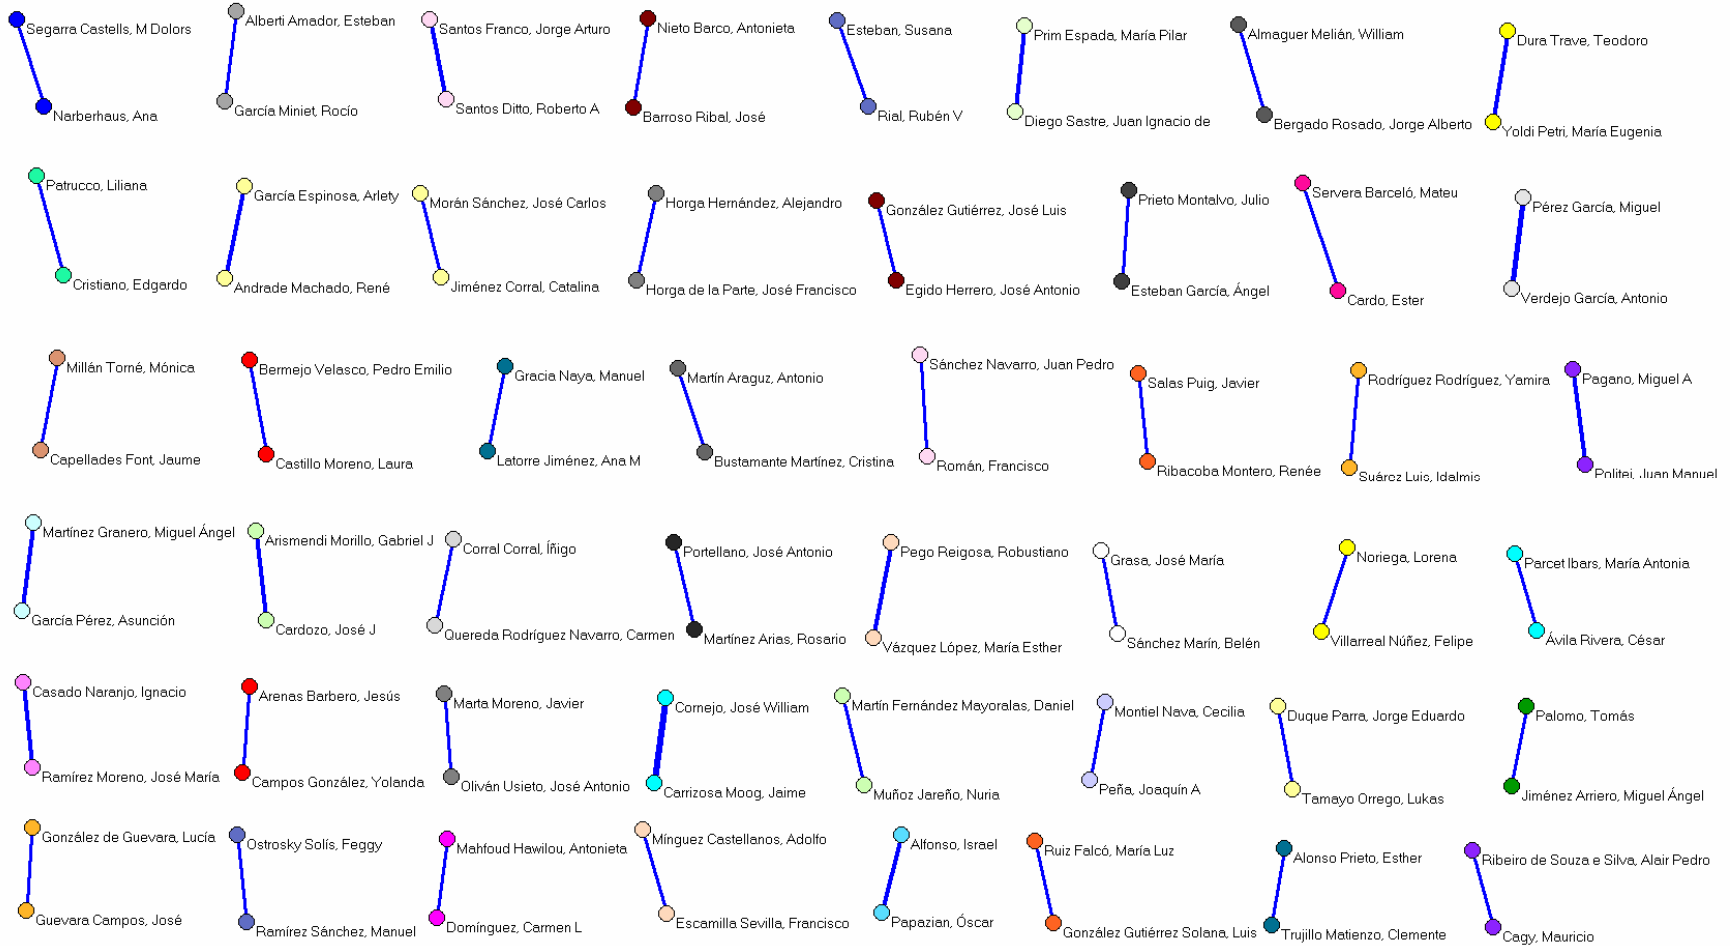 Segarra Castells, M Dolors
Alberti Amador, Esteban
Santos Franco, Jorge Arturo
Nieto Barco, Antonieta
Esteban, Susana
Prim Espada, María Pilar
Almaguer Melián, William
Dura Trave, Teodoro
Narberhaus, Ana
García Miniet, Rocío
Santos Ditto, Roberto A
Barroso Ribal, José
Rial, Rubén V
Diego Sastre, Juan Ignacio de
Bergado Rosado, Jorge Alberto
Yoldi Petri, María Eugenia
Patrucco, Liliana
García Espinosa, Arlety
Morán Sánchez, José Carlos
Horga Hernández, Alejandro
González Gutiérrez, José Luis
Prieto Montalvo, Julio
Servera Barceló, Mateu
Pérez García, Miguel
Cristiano, Edgardo
Andrade Machado, René
Jiménez Corral, Catalina
Horga de la Parte, José Francisco
Egido Herrero, José Antonio
Esteban García, Ángel
Cardo, Ester
Verdejo García, Antonio
Millán Torné, Mónica
Bermejo Velasco, Pedro Emilio
Gracia Naya, Manuel
Martín Araguz, Antonio
Sánchez Navarro, Juan Pedro
Salas Puig, Javier
Rodríguez Rodríguez, Yamira
Pagano, Miguel A
Capellades Font, Jaume
Castillo Moreno, Laura
Latorre Jiménez, Ana M
Bustamante Martínez, Cristina
Román, Francisco
Ribacoba Montero, Renée
Suárez Luis, Idalmis
Politei, Juan Manuel
Martínez Granero, Miguel Ángel
Arismendi Morillo, Gabriel J
Corral Corral, Íñigo
Portellano, José Antonio
Pego Reigosa, Robustiano
Grasa, José María
Noriega, Lorena
Parcet Ibars, María Antonia
García Pérez, Asunción
Cardozo, José J
Quereda Rodríguez Navarro, Carmen
Martínez Arias, Rosario
Vázquez López, María Esther
Sánchez Marín, Belén
Villarreal Núñez, Felipe
Ávila Rivera, César
Casado Naranjo, Ignacio
Arenas Barbero, Jesús
Marta Moreno, Javier
Cornejo, José William
Martín Fernández Mayoralas, Daniel
Montiel Nava, Cecilia
Duque Parra, Jorge Eduardo
Palomo, Tomás
Ramírez Moreno, José María
Campos González, Yolanda
Oliván Usieto, José Antonio
Carrizosa Moog, Jaime
Muñoz Jareño, Nuria
Peña, Joaquín A
Tamayo Orrego, Lukas
Jiménez Arriero, Miguel Ángel
González de Guevara, Lucía
Ostrosky Solís, Feggy
Mahfoud Hawilou, Antonieta
Mínguez Castellanos, Adolfo
Alfonso, Israel
Ruiz Falcó, María Luz
Alonso Prieto, Esther
Ribeiro de Souza e Silva, Alair Pedro
Guevara Campos, José
Ramírez Sánchez, Manuel
Domínguez, Carmen L
Escamilla Sevilla, Francisco
Papazian, Óscar
González Gutiérrez Solana, Luis
Trujillo Matienzo, Clemente
Cagy, Mauricio